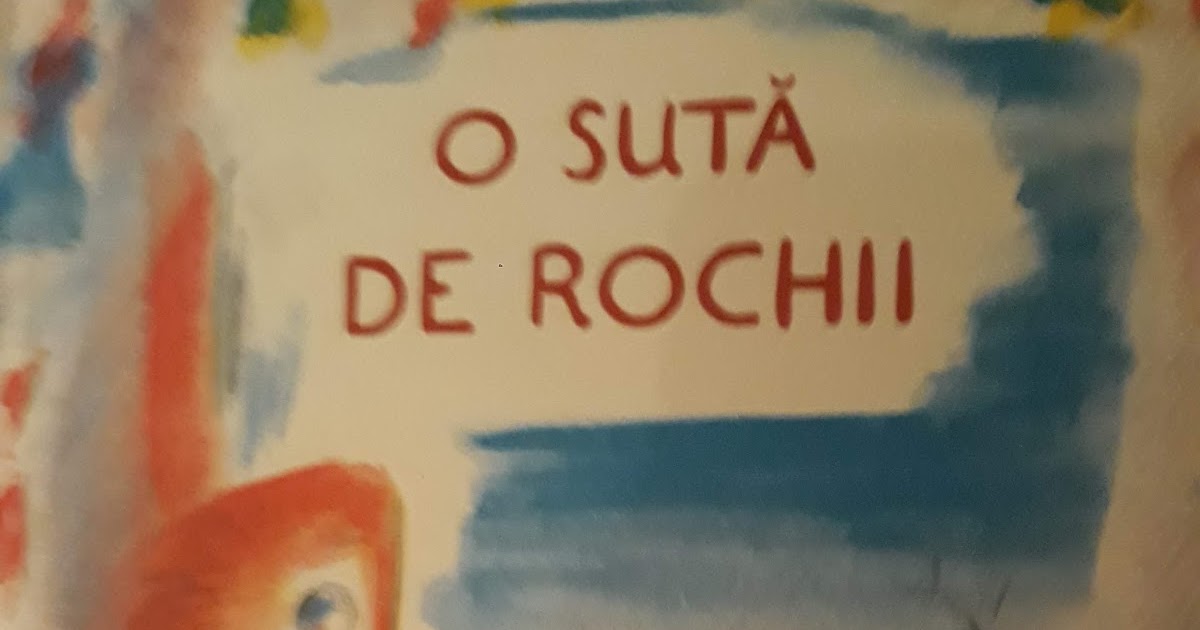 O SUTĂ
DE ROCHII